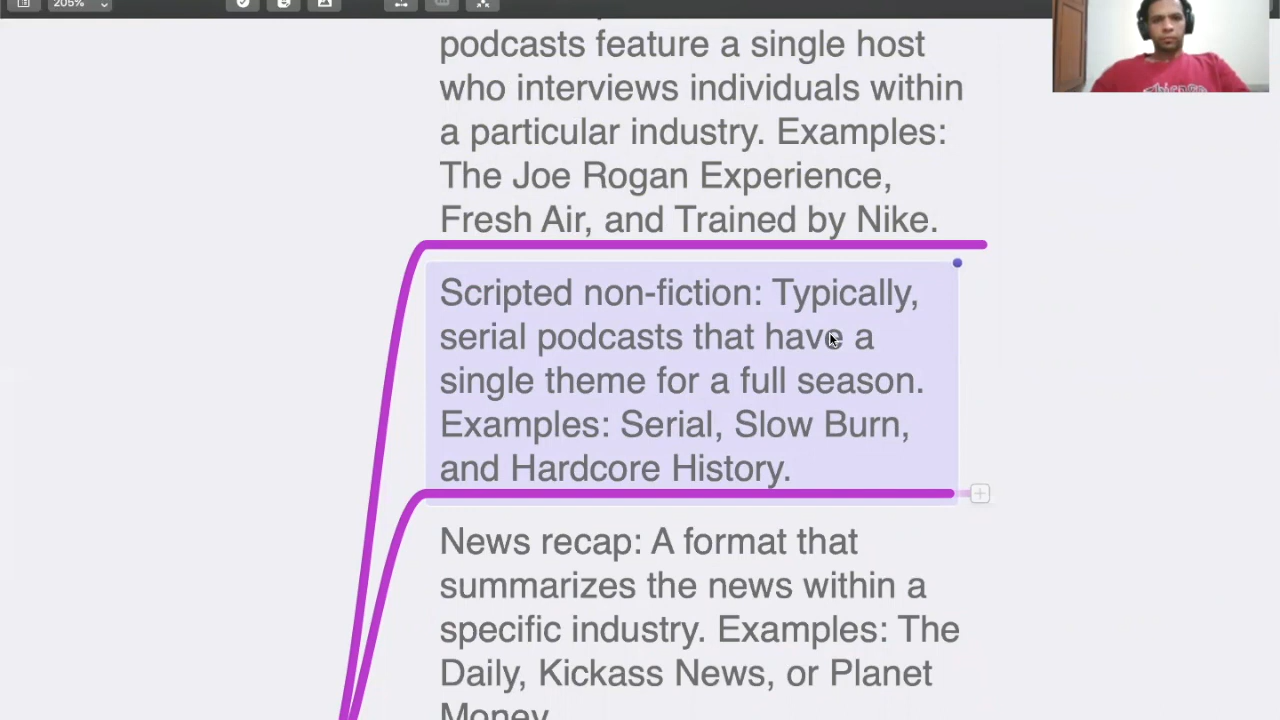 205%
podcasts feature a single host
who interviews individuals within
a particular industry. Examples:
The Joe Rogan Experience,
Fresh Air, and Trained by Nike.
Scripted non-fiction: Typically,
serial podcasts that have a
single theme for a full season.
Examples: Serial, Slow Burn,
and Hardcore History.
News recap: A format that
summarizes the news within a
specific industry. Examples: The
Daily, Kickass News, or Planet
Money